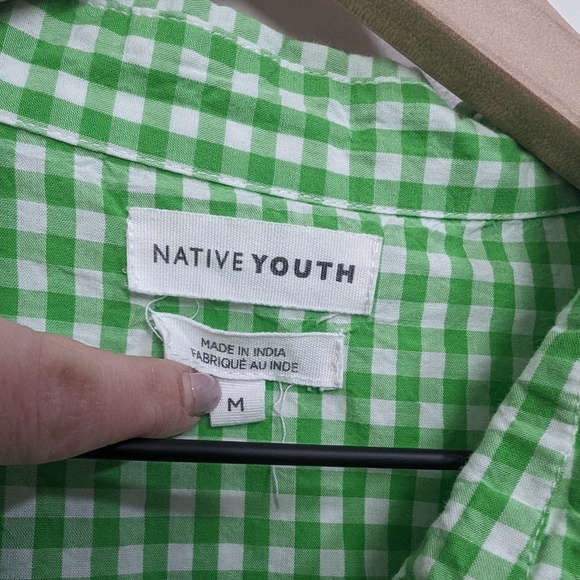 NATIVE YOUTH
MADE IN INDIA
FABRIQUÉ AU INDE
M